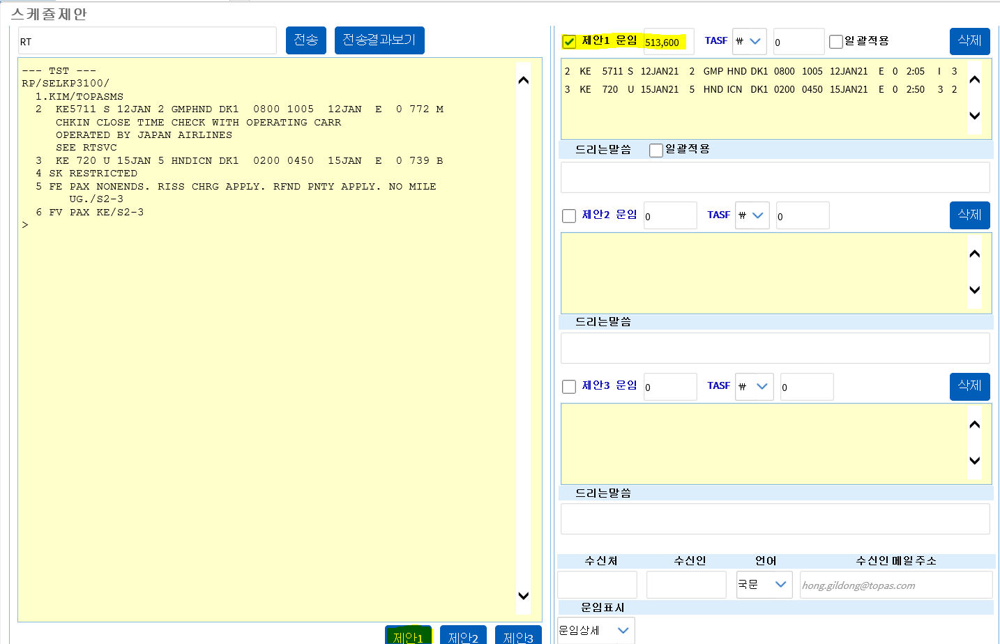 스케쥴제안
RT
전송
전송결과보기
--- TST ---
RP/SELKP3100/
1.KIM/TOPASMS
2 KE5711 S 12JAN 2 GMPHND DK1 0800 1005 12JAN E 0 772 M
CHKIN CLOSE TIME CHECK WITH OPERATING CARR
OPERATED BY JAPAN AIRLINES
SEE RTSVC
3 KE 720 U 15JAN 5 HNDICN DK1 0200 0450 15JAN E 0 739 B
4 SK RESTRICTED
5 FE PAX NONENDS. RISS CHRG APPLY. RFND PNTY APPLY. NO MILE
UG./S2-3
6 FV PAX KE/S2-3
>
제안1 제안2 제안3
제안1 운임 513,600 TASF ₩ 0 일괄적용 삭제
2 KE 5711 S 12JAN21 2 GMP HND DK1 0800 1005 12JAN21 E 0 2:05 I 3
3 KE 720 U 15JAN21 5 HND ICN DK1 0200 0450 15JAN21 E 0 2:50 3 2
드리는말씀 일괄적용
제안2 운임 0 TASF ₩ 0 삭제
드리는말씀
제안3 운임 0 TASF ₩ 0 삭제
드리는말씀
수신처 수신인 언어 수신인 메일주소
국문 hong.gildong@topas.com
운임표시
운임상세